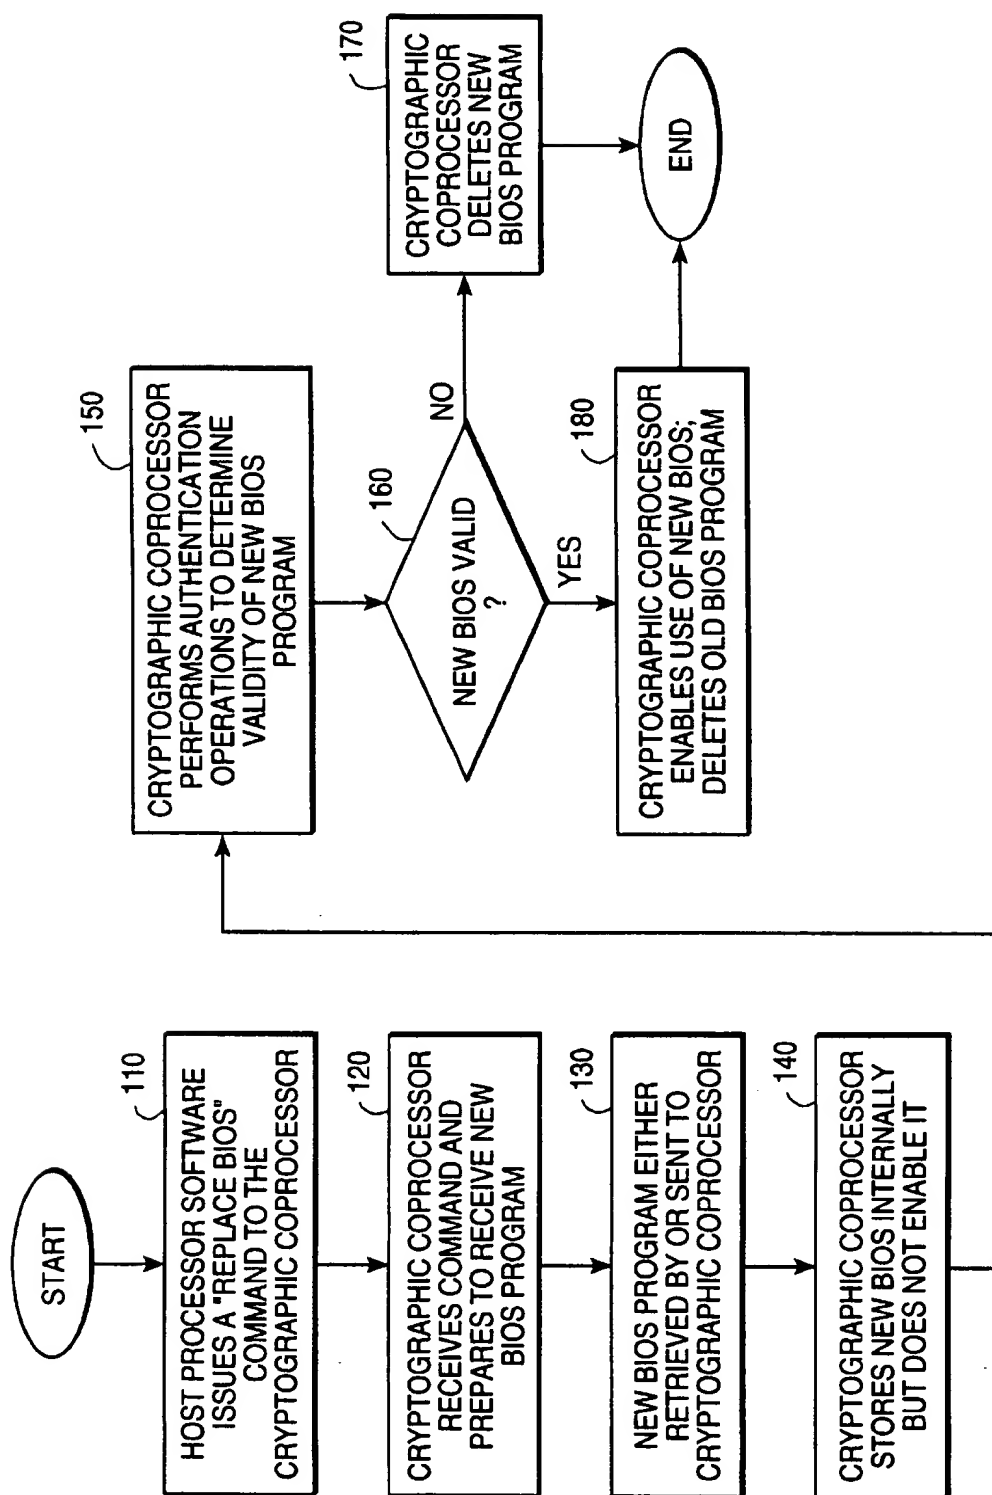 START
110
HOST PROCESSOR SOFTWARE
ISSUES A "REPLACE BIOS"
COMMAND TO THE
CRYPTOGRAPHIC COPROCESSOR
120
CRYPTOGRAPHIC COPROCESSOR
RECEIVES COMMAND AND
PREPARES TO RECEIVE NEW
BIOS PROGRAM
130
NEW BIOS PROGRAM EITHER
RETRIEVED BY OR SENT TO
CRYPTOGRAPHIC COPROCESSOR
140
CRYPTOGRAPHIC COPROCESSOR
STORES NEW BIOS INTERNALLY
BUT DOES NOT ENABLE IT
150
CRYPTOGRAPHIC COPROCESSOR
PERFORMS AUTHENTICATION
OPERATIONS TO DETERMINE
VALIDITY OF NEW BIOS
PROGRAM
160
NEW BIOS VALID
?
NO
YES
170
CRYPTOGRAPHIC
COPROCESSOR
DELETES NEW
BIOS PROGRAM
180
CRYPTOGRAPHIC COPROCESSOR
ENABLES USE OF NEW BIOS;
DELETES OLD BIOS PROGRAM
END